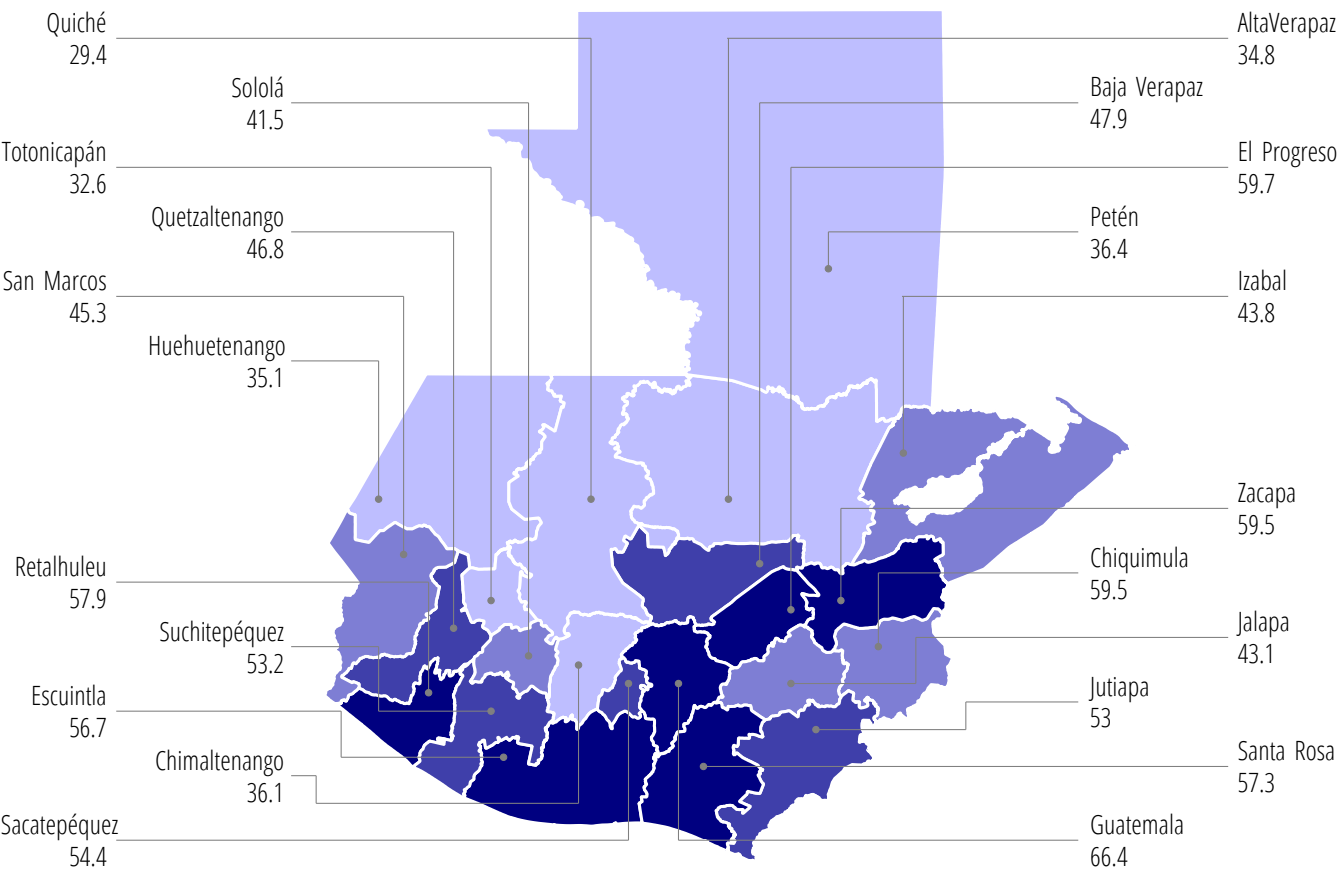 Quiché
29.4
Sololá
41.5
Totonicapán
32.6
Quetzaltenango
46.8
San Marcos
45.3
Huehuetenango
35.1
Retalhuleu
57.9
Suchitepéquez
53.2
Escuintla
56.7
Chimaltenango
36.1
Sacatepéquez
54.4
AltaVerapaz
34.8
Baja Verapaz
47.9
El Progreso
59.7
Petén
36.4
Izabal
43.8
Zacapa
59.5
Chiquimula
59.5
Jalapa
43.1
Jutiapa
53
Santa Rosa
57.3
Guatemala
66.4